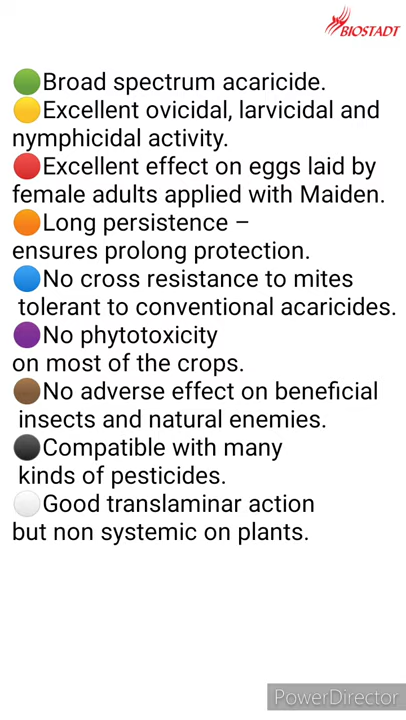 BIOSTADT
🟢Broad spectrum acaricide.
🟡Excellent ovicidal, larvicidal and
nymphicidal activity.
🔴Excellent effect on eggs laid by
female adults applied with Maiden.
🟠Long persistence –
ensures prolong protection.
🔵No cross resistance to mites
tolerant to conventional acaricides.
🟣No phytotoxicity
on most of the crops.
🟤No adverse effect on beneficial
insects and natural enemies.
⚫Compatible with many
kinds of pesticides.
⚪Good translaminar action
but non systemic on plants.
PowerDirector